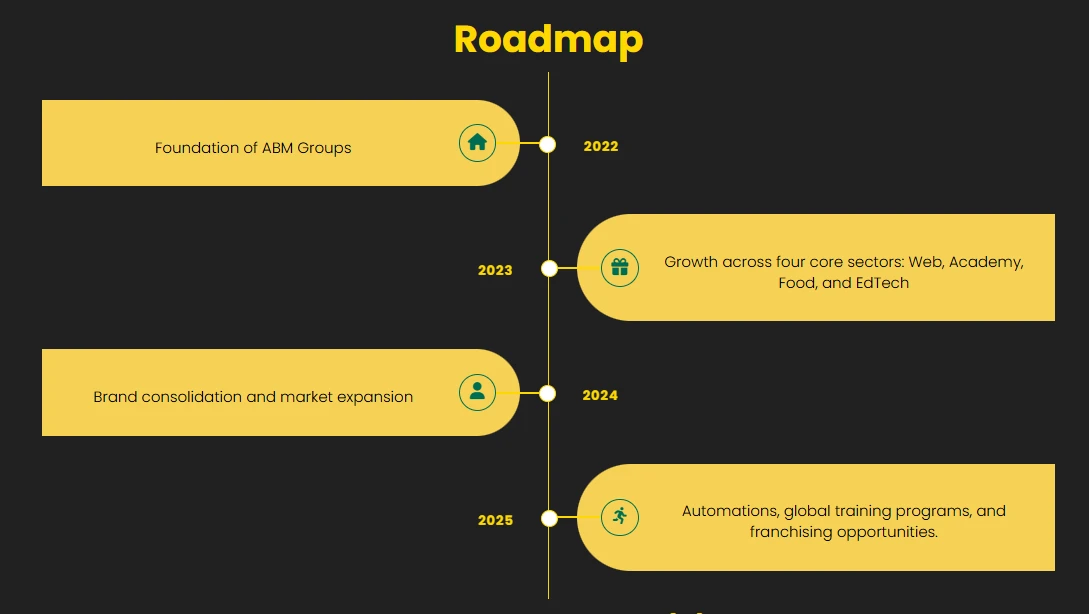 Roadmap
Foundation of ABM Groups
2022
2023
Growth across four core sectors: Web, Academy,
Food, and EdTech
Brand consolidation and market expansion
2024
2025
Automations, global training programs, and
franchising opportunities.